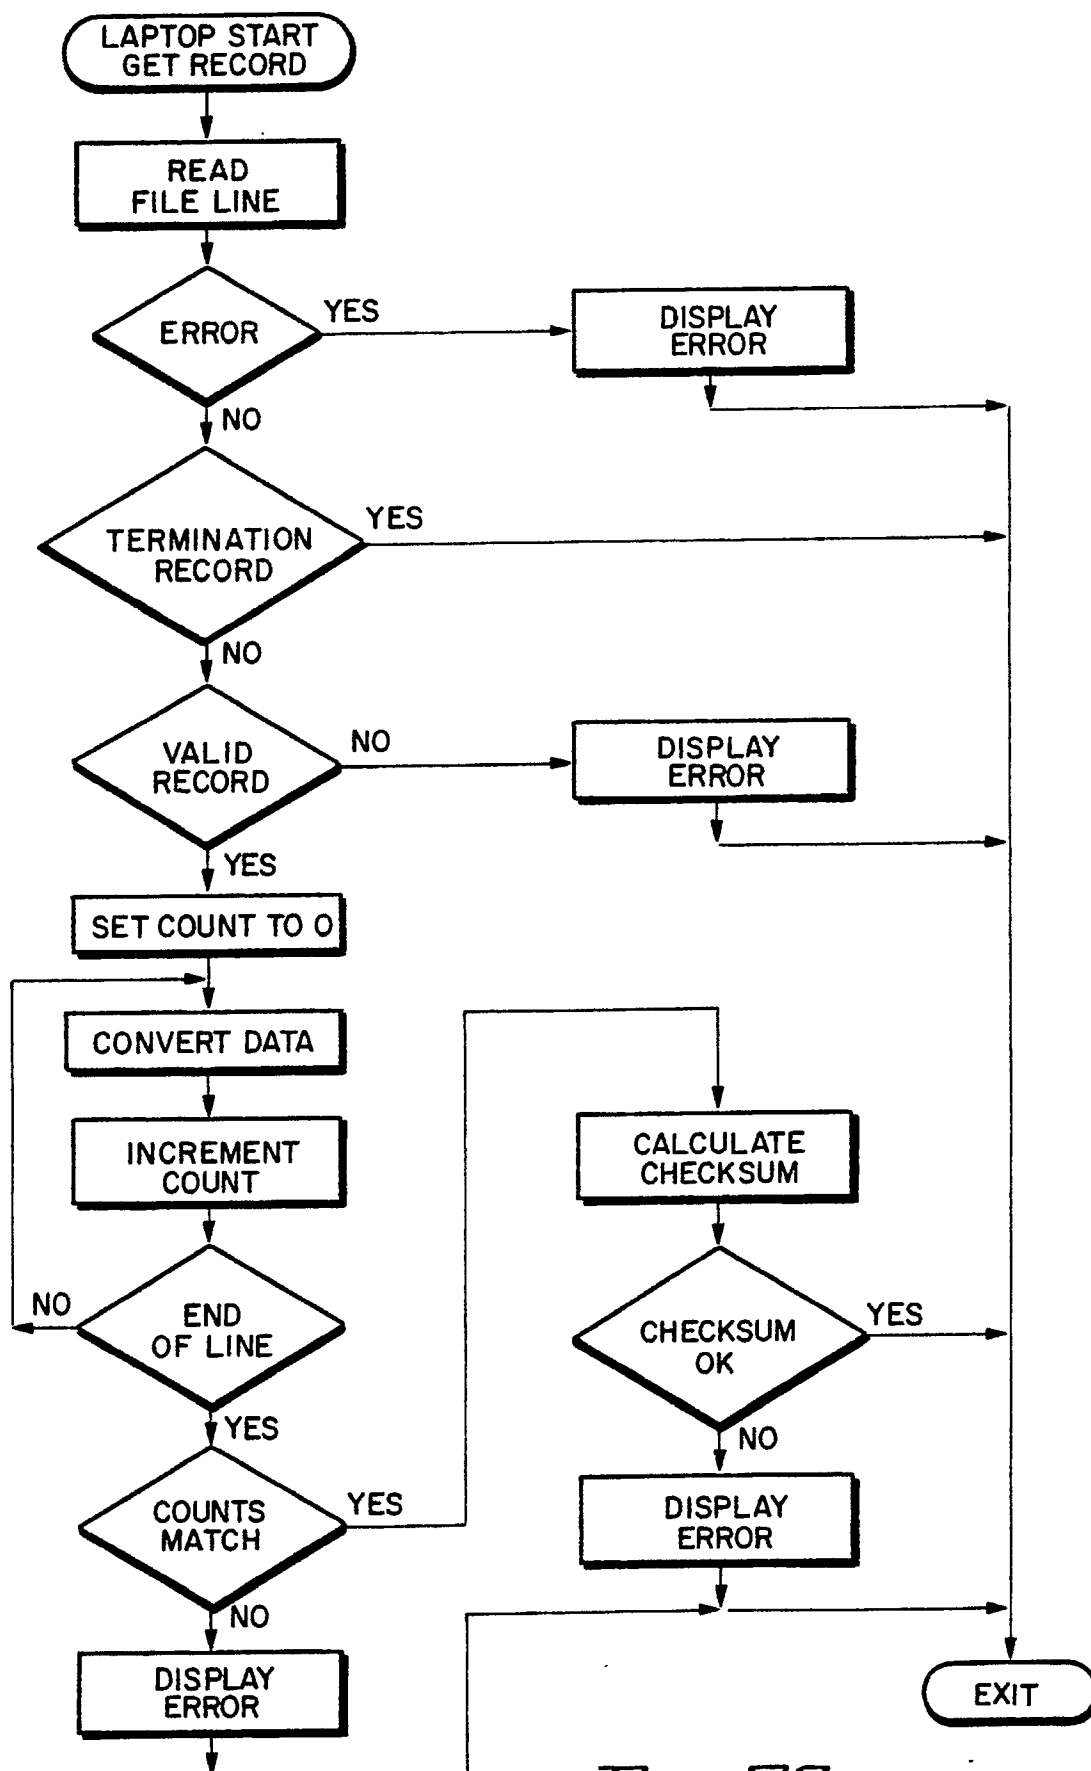 LAPTOP START
GET RECORD
READ
FILE LINE
ERROR
YES
DISPLAY
ERROR
NO
TERMINATION
RECORD
YES
NO
VALID
RECORD
NO
DISPLAY
ERROR
YES
SET COUNT TO 0
CONVERT DATA
INCREMENT
COUNT
END
OF LINE
NO
YES
COUNTS
MATCH
YES
NO
DISPLAY
ERROR
CALCULATE
CHECKSUM
CHECKSUM
OK
YES
NO
DISPLAY
ERROR
EXIT